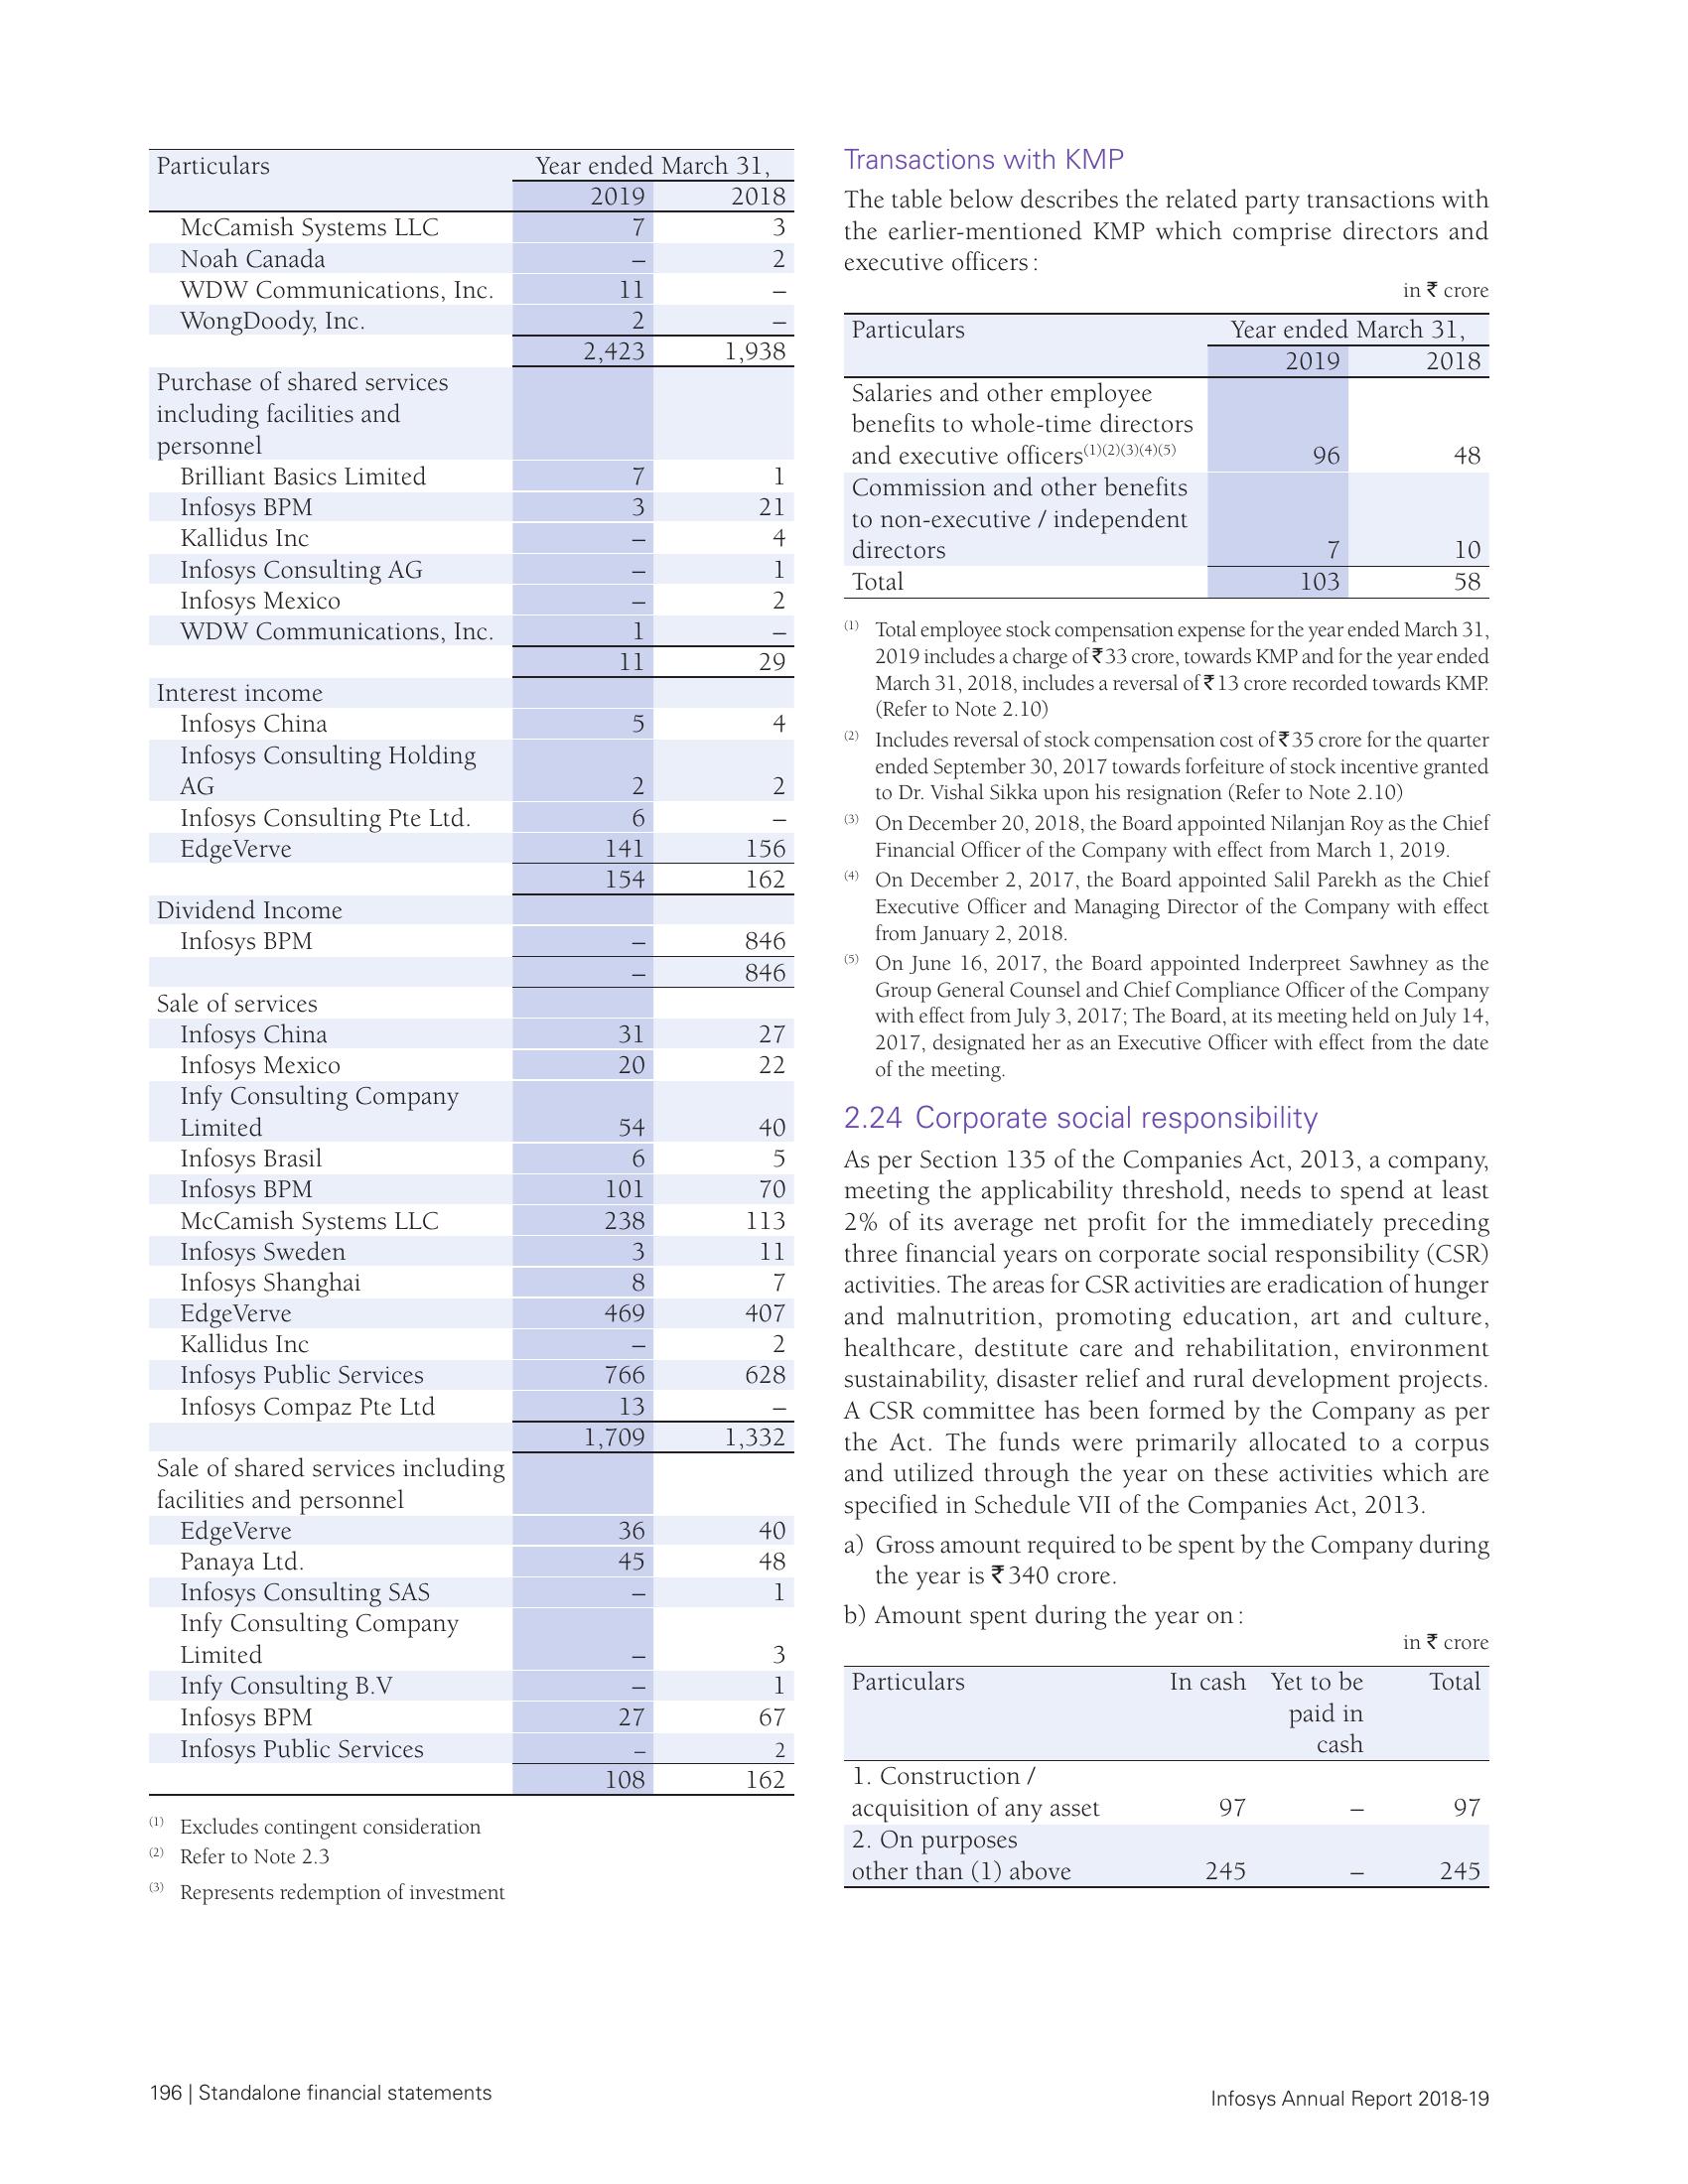 Particulars Year ended March 31,
2019 2018
McCamish Systems LLC 7 3
Noah Canada – 2
WDW Communications, Inc. 11 –
WongDoody, Inc. 2 –
2,423 1,938
Purchase of shared services
including facilities and
personnel
Brilliant Basics Limited 7 1
Infosys BPM 3 21
Kallidus Inc – 4
Infosys Consulting AG – 1
Infosys Mexico – 2
WDW Communications, Inc. 1 –
11 29
Interest income
Infosys China 5 4
Infosys Consulting Holding
AG 2 2
Infosys Consulting Pte Ltd. 6 –
EdgeVerve 141 156
154 162
Dividend Income
Infosys BPM – 846
– 846
Sale of services
Infosys China 31 27
Infosys Mexico 20 22
Infy Consulting Company
Limited 54 40
Infosys Brasil 6 5
Infosys BPM 101 70
McCamish Systems LLC 238 113
Infosys Sweden 3 11
Infosys Shanghai 8 7
EdgeVerve 469 407
Kallidus Inc – 2
Infosys Public Services 766 628
Infosys Compaz Pte Ltd 13 –
1,709 1,332
Sale of shared services including
facilities and personnel
EdgeVerve 36 40
Panaya Ltd. 45 48
Infosys Consulting SAS – 1
Infy Consulting Company
Limited – 3
Infy Consulting B.V – 1
Infosys BPM 27 67
Infosys Public Services – 2
108 162
(1) Excludes contingent consideration
(2) Refer to Note 2.3
(3) Represents redemption of investment
Transactions with KMP
The table below describes the related party transactions with
the earlier-mentioned KMP which comprise directors and
executive officers :
in ₹ crore
Particulars Year ended March 31,
2019 2018
Salaries and other employee
benefits to whole-time directors
and executive officers(1)(2)(3)(4)(5) 96 48
Commission and other benefits
to non-executive / independent
directors 7 10
Total 103 58
(1) Total employee stock compensation expense for the year ended March 31,
2019 includes a charge of ₹33 crore, towards KMP and for the year ended
March 31, 2018, includes a reversal of ₹13 crore recorded towards KMP.
(Refer to Note 2.10)
(2) Includes reversal of stock compensation cost of ₹35 crore for the quarter
ended September 30, 2017 towards forfeiture of stock incentive granted
to Dr. Vishal Sikka upon his resignation (Refer to Note 2.10)
(3) On December 20, 2018, the Board appointed Nilanjan Roy as the Chief
Financial Officer of the Company with effect from March 1, 2019.
(4) On December 2, 2017, the Board appointed Salil Parekh as the Chief
Executive Officer and Managing Director of the Company with effect
from January 2, 2018.
(5) On June 16, 2017, the Board appointed Inderpreet Sawhney as the
Group General Counsel and Chief Compliance Officer of the Company
with effect from July 3, 2017; The Board, at its meeting held on July 14,
2017, designated her as an Executive Officer with effect from the date
of the meeting.
2.24 Corporate social responsibility
As per Section 135 of the Companies Act, 2013, a company,
meeting the applicability threshold, needs to spend at least
2% of its average net profit for the immediately preceding
three financial years on corporate social responsibility (CSR)
activities. The areas for CSR activities are eradication of hunger
and malnutrition, promoting education, art and culture,
healthcare, destitute care and rehabilitation, environment
sustainability, disaster relief and rural development projects.
A CSR committee has been formed by the Company as per
the Act. The funds were primarily allocated to a corpus
and utilized through the year on these activities which are
specified in Schedule VII of the Companies Act, 2013.
a) Gross amount required to be spent by the Company during
the year is ₹340 crore.
b) Amount spent during the year on :
in ₹ crore
Particulars In cash Yet to be Total
paid in
cash
1. Construction /
acquisition of any asset 97 – 97
2. On purposes
other than (1) above 245 – 245
196 | Standalone financial statements
Infosys Annual Report 2018-19